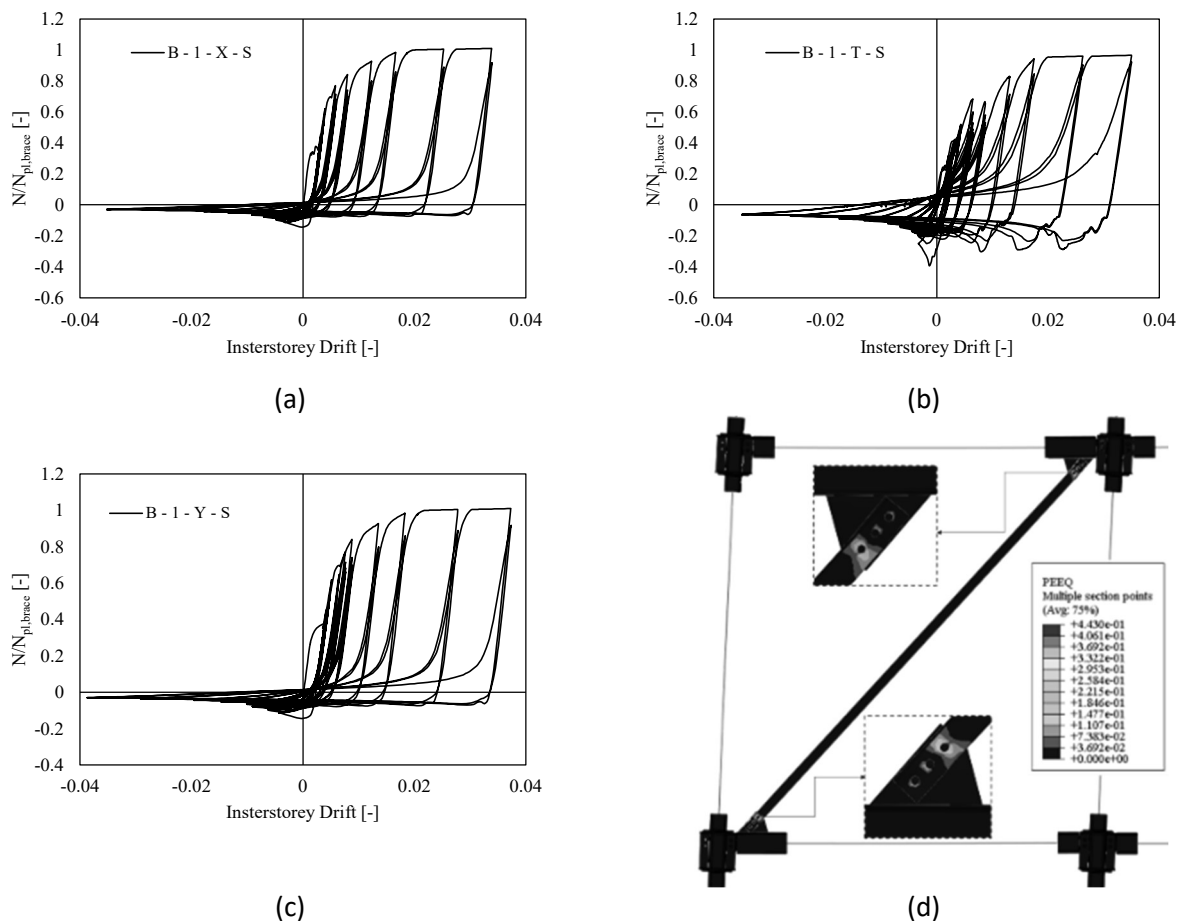 1.2
1
0.8
0.6
0.4
0.2
0
-0.2
-0.4
-0.6
N/Npl,brace [-]
B - 1 - X - S
-0.04 -0.02 0 0.02 0.04
Insterstorey Drift [-]
(a)
1.2
1
0.8
0.6
0.4
0.2
0
-0.2
-0.4
-0.6
N/Npl,brace [-]
B - 1 - T - S
-0.04 -0.02 0 0.02 0.04
Insterstorey Drift [-]
(b)
1.2
1
0.8
0.6
0.4
0.2
0
-0.2
-0.4
N/Npl,brace [-]
B - 1 - Y - S
-0.04 -0.02 0 0.02 0.04
Insterstorey Drift [-]
(c)
PEEQ
Multiple section points
(Avg: 75%)
+4.430e-01
+4.061e-01
+3.692e-01
+3.322e-01
+2.953e-01
+2.584e-01
+2.215e-01
+1.846e-01
+1.477e-01
+1.107e-01
+7.383e-02
+3.692e-02
+0.000e+00
(d)